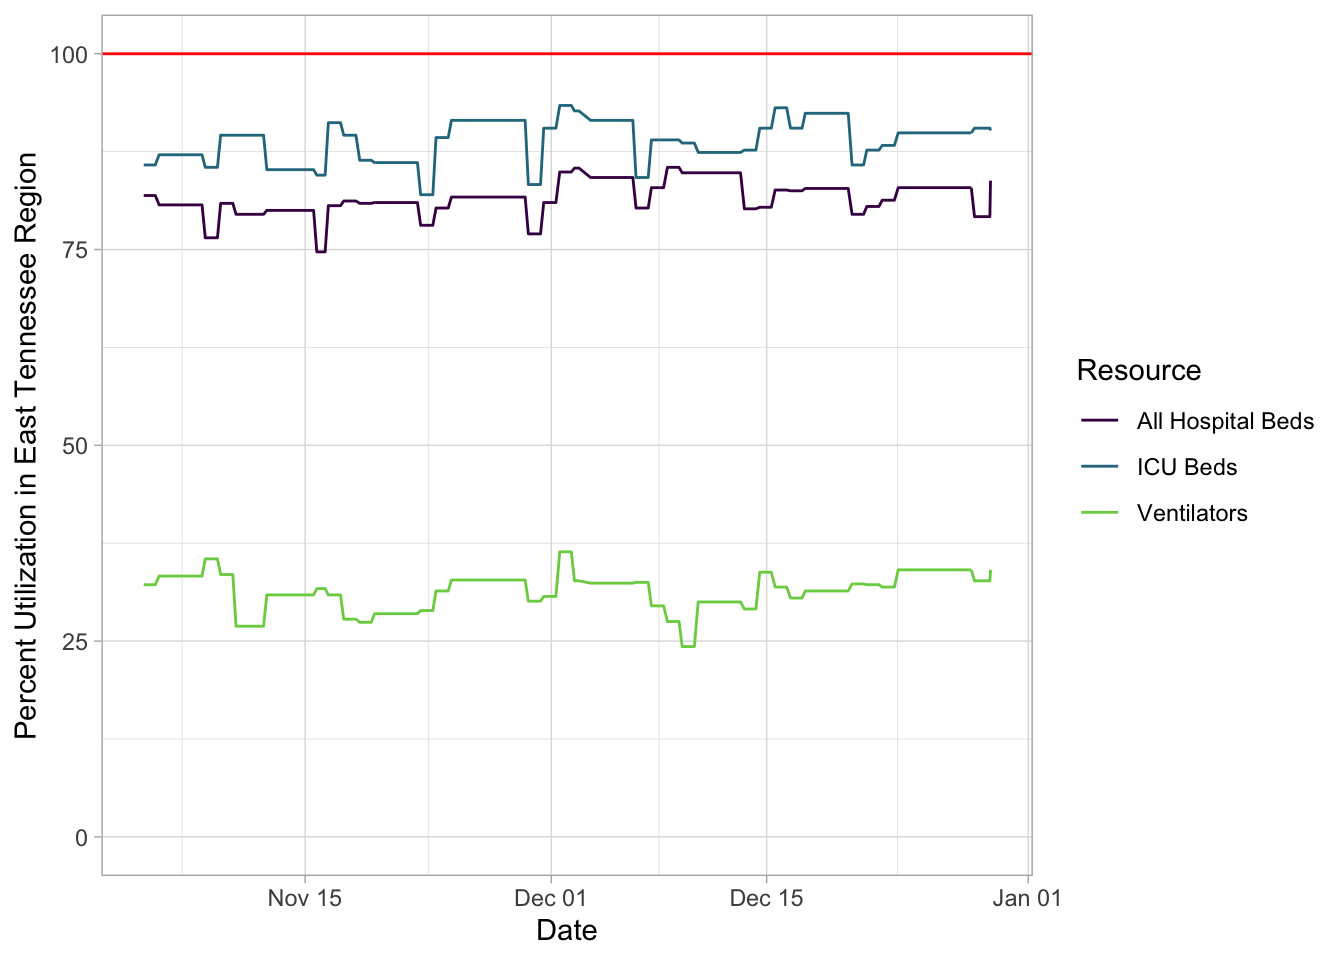 Percent Utilization in East Tennessee Region
100
75
50
25
0
Nov 15
Dec 01
Dec 15
Jan 01
Date
Resource
All Hospital Beds
ICU Beds
Ventilators